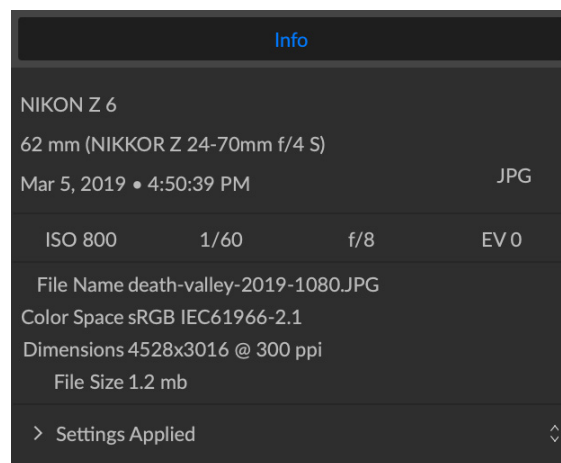 Info
NIKON Z 6
62 mm (NIKKOR Z 24-70mm f/4 S)
Mar 5, 2019 • 4:50:39 PM JPG
ISO 800 1/60 f/8 EV 0
File Name death-valley-2019-1080.JPG
Color Space sRGB IEC61966-2.1
Dimensions 4528x3016 @ 300 ppi
File Size 1.2 mb
> Settings Applied